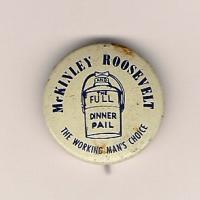 McKINLEY ROOSEVELT
THE
FULL
DINNER
PAIL
THE WORKING MAN'S CHOICE